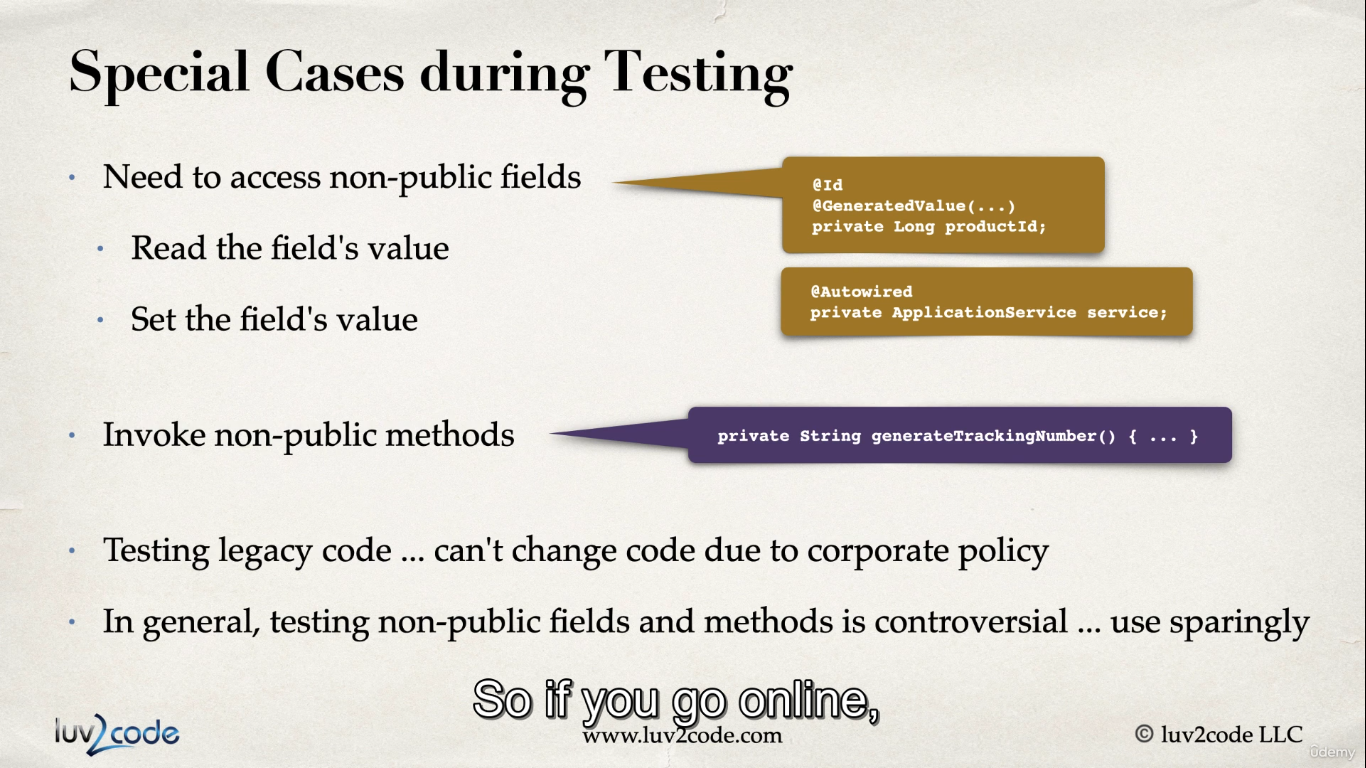 Special Cases during Testing
• Need to access non-public fields
@Id
@GeneratedValue(...)
private Long productId;
• Read the field's value
@Autowired
private ApplicationService service;
• Set the field's value
• Invoke non-public methods
private String generateTrackingNumber() { ... }
• Testing legacy code ... can't change code due to corporate policy
• In general, testing non-public fields and methods is controversial ... use sparingly
So if you go online,
luv2code
www.luv2code.com
© luv2code LLC
ûdemy